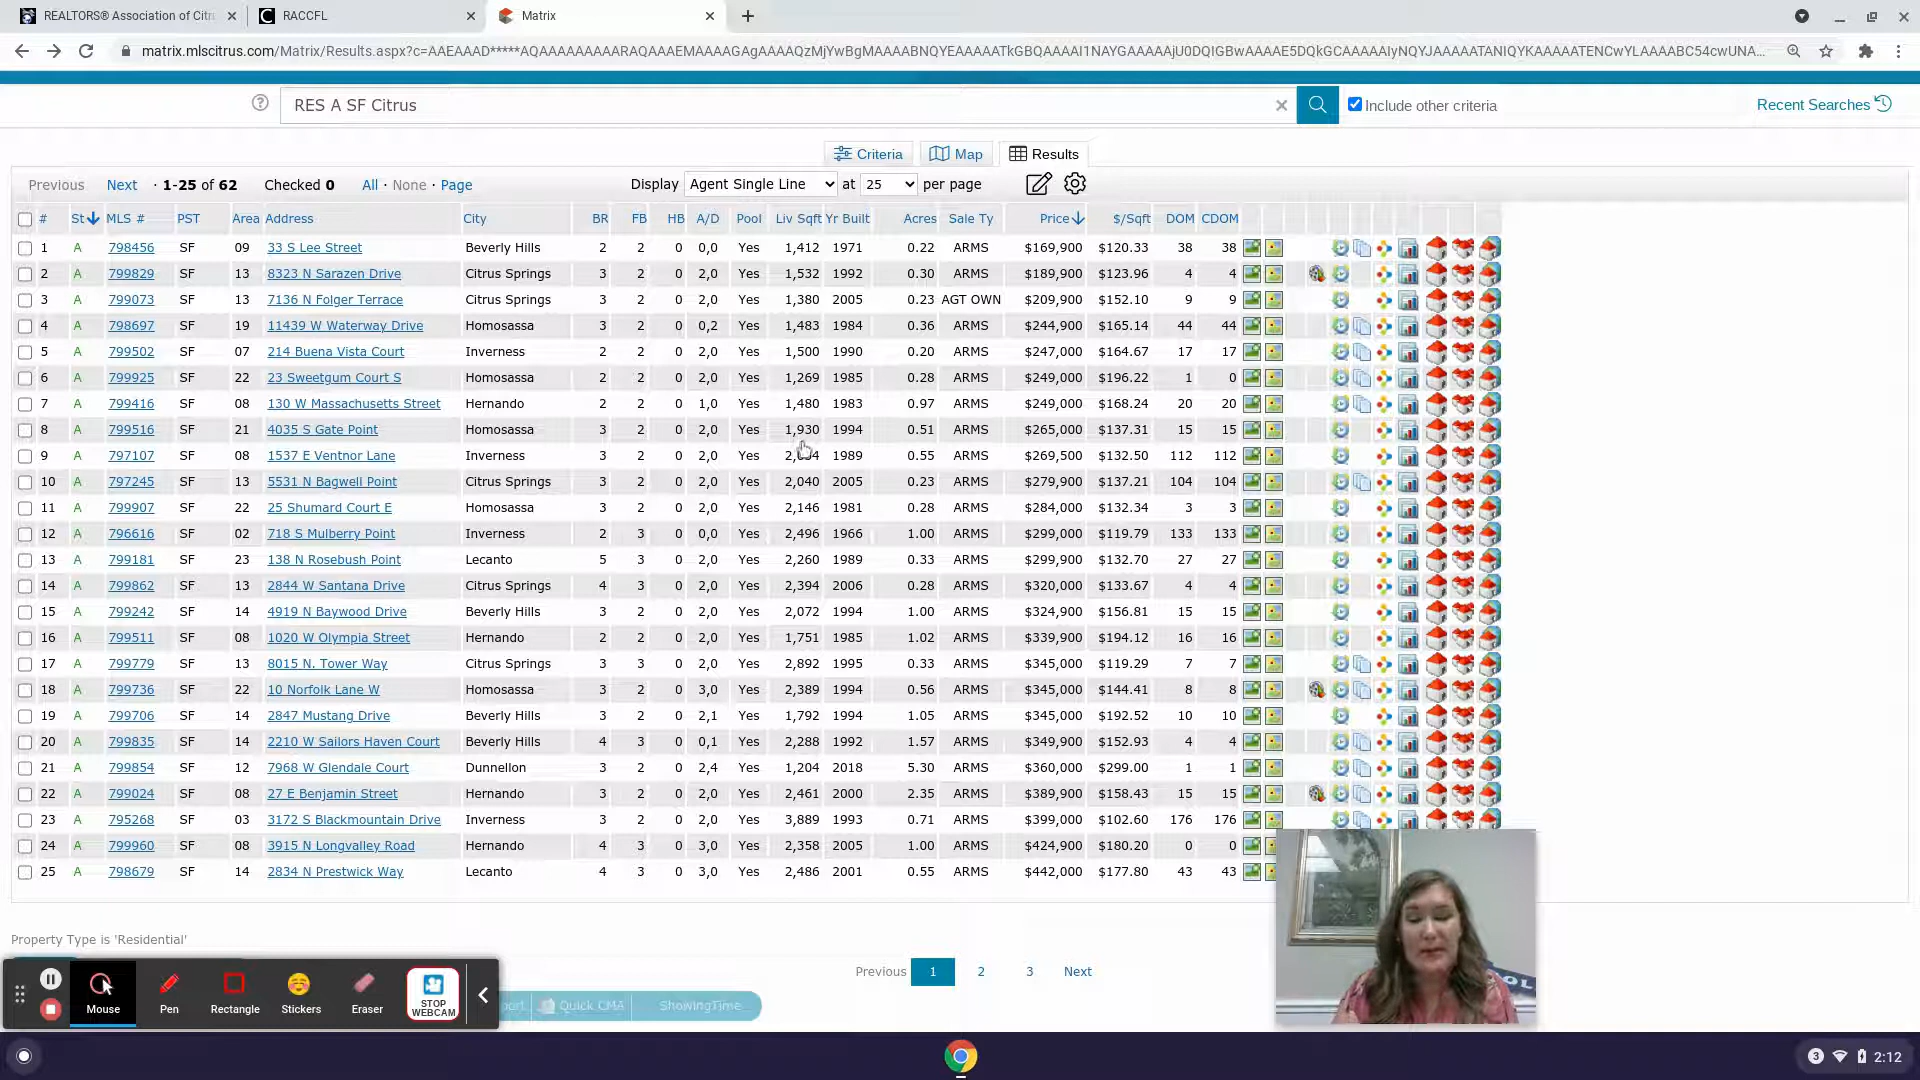 REALTORS® Association of Citr
RACCFL
Matrix
matrix.mlscitrus.com/Matrix/Results.aspx?c=AAEAAAD*****AQAAAAAAAAARAQAAAEMAAAAGAgAAAAQzMjYwBgMAAAABNQYEAAAAATkGBQAAAAI1NAYGAAAAAjU0DQIGBwAAAAE5DQkGCAAAAAIyNQYJAAAAATANIQYKAAAAATENCwYLAAAABC54cwUNA...
RES A SF Citrus
Include other criteria
Recent Searches
Criteria
Map
Results
Previous Next · 1-25 of 62 Checked 0 All · None · Page Display Agent Single Line at 25 per page
# St MLS # PST Area Address City BR FB HB A/D Pool Liv Sqft Yr Built Acres Sale Ty Price $/Sqft DOM CDOM
1 A 798456 SF 09 33 S Lee Street Beverly Hills 2 2 0 0,0 Yes 1,412 1971 0.22 ARMS $169,900 $120.33 38 38
2 A 799829 SF 13 8323 N Sarazen Drive Citrus Springs 3 2 0 2,0 Yes 1,532 1992 0.30 ARMS $189,900 $123.96 4 4
3 A 799073 SF 13 7136 N Folger Terrace Citrus Springs 3 2 0 2,0 Yes 1,380 2005 0.23 AGT OWN $209,900 $152.10 9 9
4 A 798697 SF 19 11439 W Waterway Drive Homosassa 3 2 0 0,2 Yes 1,483 1984 0.36 ARMS $244,900 $165.14 44 44
5 A 799502 SF 07 214 Buena Vista Court Inverness 2 2 0 2,0 Yes 1,500 1990 0.20 ARMS $247,000 $164.67 17 17
6 A 799925 SF 22 23 Sweetgum Court S Homosassa 2 2 0 2,0 Yes 1,269 1985 0.28 ARMS $249,000 $196.22 1 0
7 A 799416 SF 08 130 W Massachusetts Street Hernando 2 2 0 1,0 Yes 1,480 1983 0.97 ARMS $249,000 $168.24 20 20
8 A 799516 SF 21 4035 S Gate Point Homosassa 3 2 0 2,0 Yes 1,930 1994 0.51 ARMS $265,000 $137.31 15 15
9 A 797107 SF 08 1537 E Ventnor Lane Inverness 3 2 0 2,0 Yes 1989 0.55 ARMS $269,500 $132.50 112 112
10 A 797245 SF 13 5531 N Bagwell Point Citrus Springs 3 2 0 2,0 Yes 2,040 2005 0.23 ARMS $279,900 $137.21 104 104
11 A 799907 SF 22 25 Shumard Court E Homosassa 3 2 0 2,0 Yes 2,146 1981 0.28 ARMS $284,000 $132.34 3 3
12 A 796616 SF 02 718 S Mulberry Point Inverness 2 3 0 0,0 Yes 2,496 1966 1.00 ARMS $299,000 $119.79 133 133
13 A 799181 SF 23 138 N Rosebush Point Lecanto 5 3 0 2,0 Yes 2,260 1989 0.33 ARMS $299,900 $132.70 27 27
14 A 799862 SF 13 2844 W Santana Drive Citrus Springs 4 3 0 2,0 Yes 2,394 2006 0.28 ARMS $320,000 $133.67 4 4
15 A 799242 SF 14 4919 N Baywood Drive Beverly Hills 3 2 0 2,0 Yes 2,072 1994 1.00 ARMS $324,900 $156.81 15 15
16 A 799511 SF 08 1020 W Olympia Street Hernando 2 2 0 2,0 Yes 1,751 1985 1.02 ARMS $339,900 $194.12 16 16
17 A 799779 SF 13 8015 N. Tower Way Citrus Springs 3 3 0 2,0 Yes 2,892 1995 0.33 ARMS $345,000 $119.29 7 7
18 A 799736 SF 22 10 Norfolk Lane W Homosassa 3 2 0 3,0 Yes 2,389 1994 0.56 ARMS $345,000 $144.41 8 8
19 A 799706 SF 14 2847 Mustang Drive Beverly Hills 3 2 0 2,1 Yes 1,792 1994 1.05 ARMS $345,000 $192.52 10 10
20 A 799835 SF 14 2210 W Sailors Haven Court Beverly Hills 4 3 0 0,1 Yes 2,288 1992 1.57 ARMS $349,900 $152.93 4 4
21 A 799854 SF 12 7968 W Glendale Court Dunnellon 3 2 0 2,4 Yes 1,204 2018 5.30 ARMS $360,000 $299.00 1 1
22 A 799024 SF 08 27 E Benjamin Street Hernando 3 2 0 2,0 Yes 2,461 2000 2.35 ARMS $389,900 $158.43 15 15
23 A 795268 SF 03 3172 S Blackmountain Drive Inverness 3 2 0 2,0 Yes 3,889 1993 0.71 ARMS $399,000 $102.60 176 176
24 A 799960 SF 08 3915 N Longvalley Road Hernando 4 3 0 3,0 Yes 2,358 2005 1.00 ARMS $424,900 $180.20 0 0
25 A 798679 SF 14 2834 N Prestwick Way Lecanto 4 3 0 3,0 Yes 2,486 2001 0.55 ARMS $442,000 $177.80 43 43
Property Type is 'Residential'
Previous 1 2 3 Next
Quick CMA ShowingTime
Mouse Pen Rectangle Stickers Eraser STOP WEBCAM
3 2:12